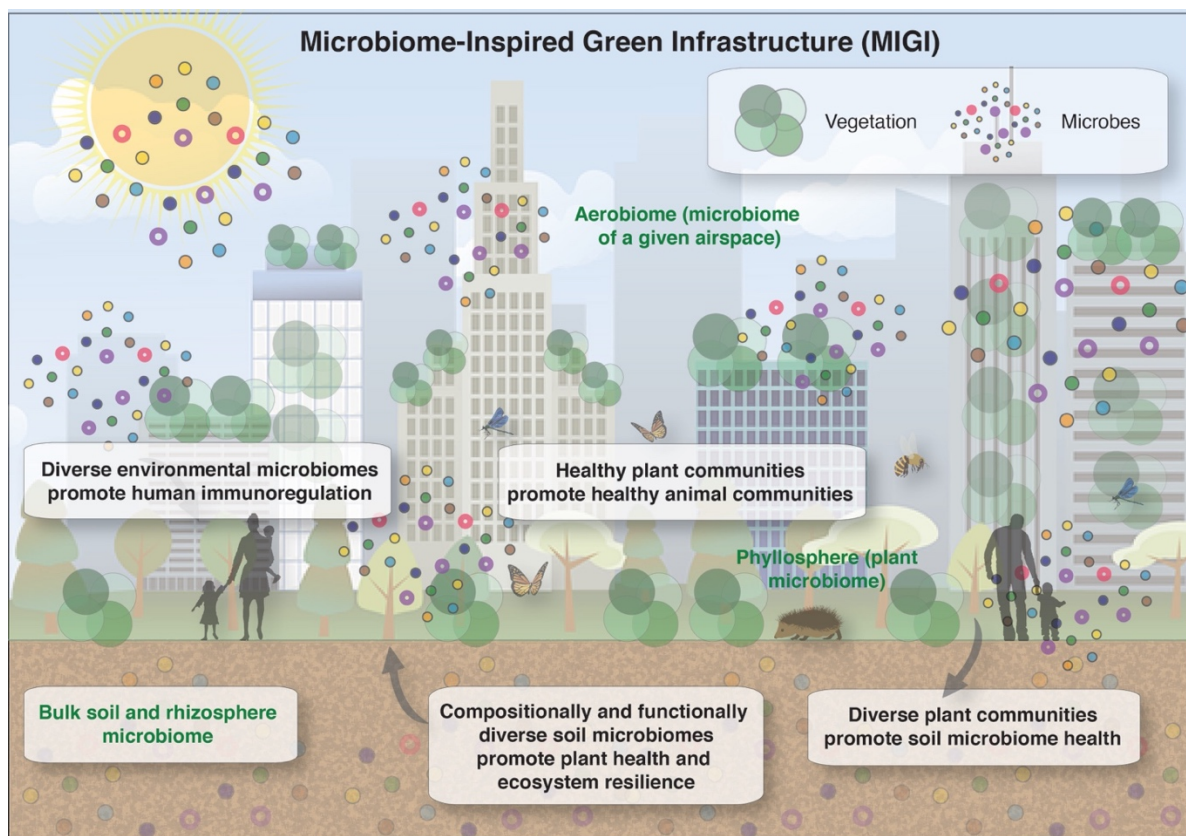 Microbiome-Inspired Green Infrastructure (MIGI)
Vegetation
Microbes
Aerobiome (microbiome
of a given airspace)
Diverse environmental microbiomes
promote human immunoregulation
Healthy plant communities
promote healthy animal communities
Phyllosphere (plant
microbiome)
Bulk soil and rhizosphere
microbiome
Compositionally and functionally
diverse soil microbiomes
promote plant health and
ecosystem resilience
Diverse plant communities
promote soil microbiome health